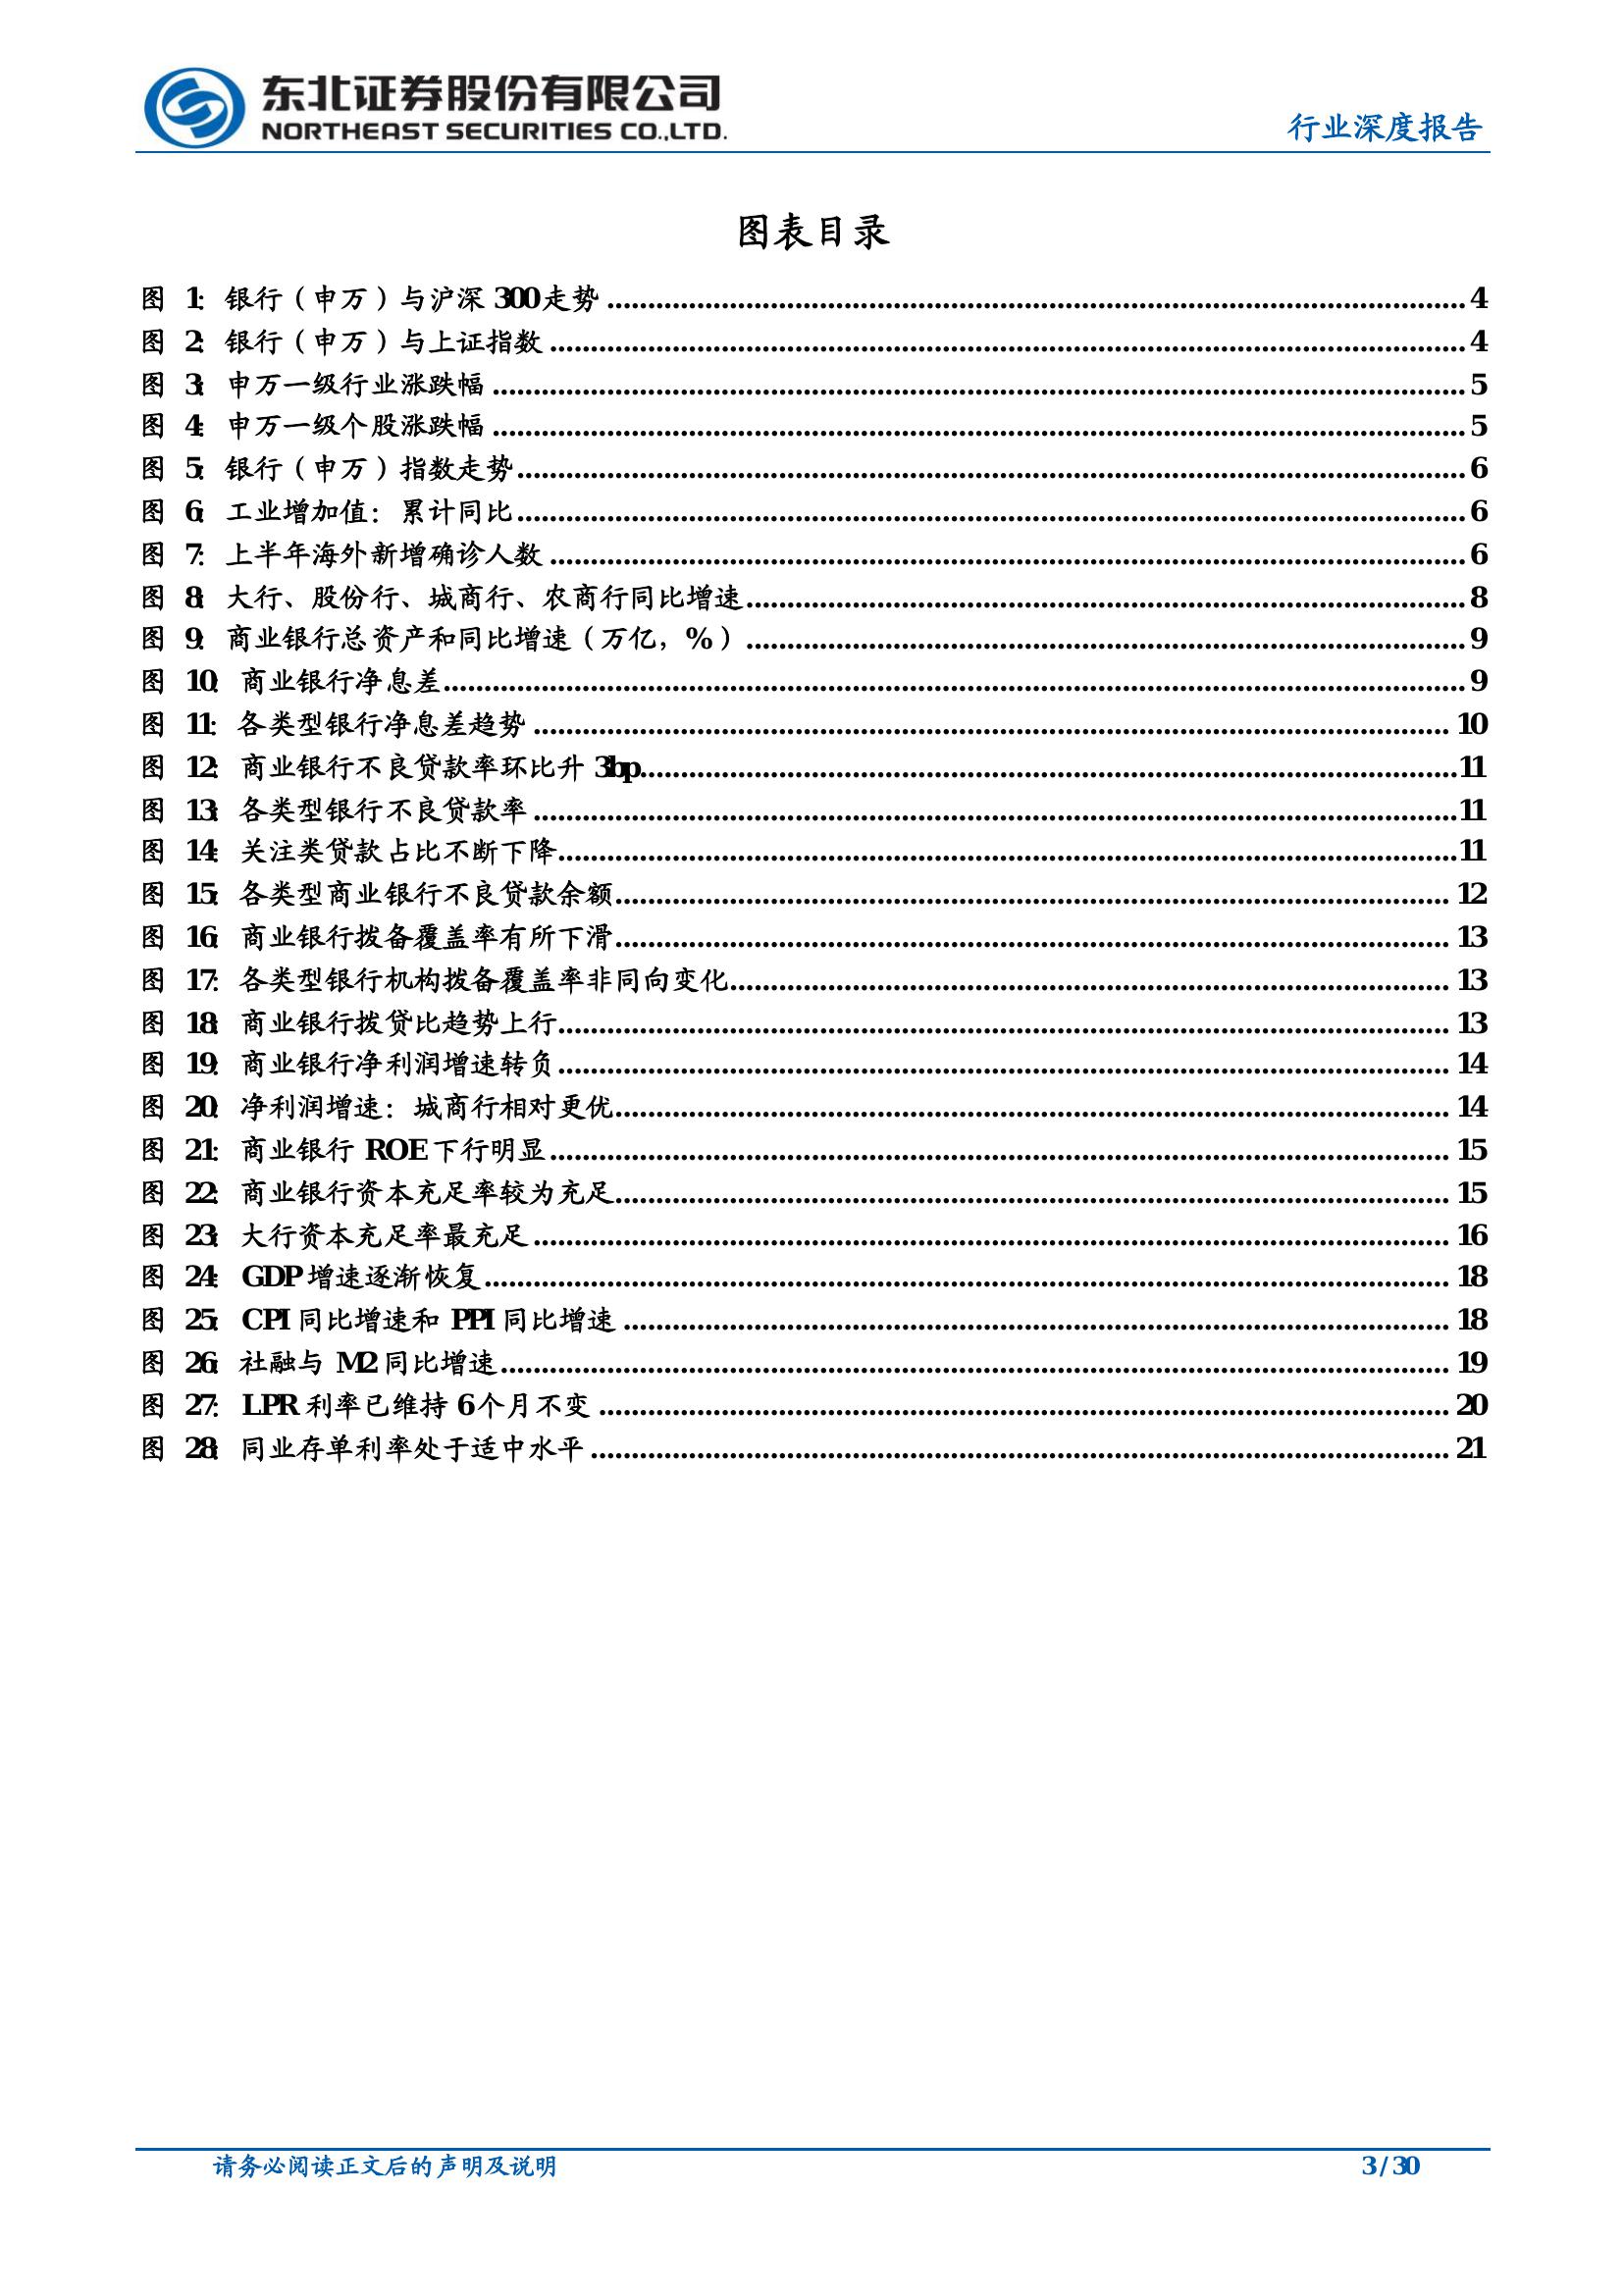 东北证券股份有限公司
NORTHEAST SECURITIES CO.,LTD.
行业深度报告
图表目录
图 1: 银行（申万）与沪深 300 走势 ........ 4
图 2: 银行（申万）与上证指数 ........ 4
图 3: 申万一级行业涨跌幅 ........ 5
图 4: 申万一级个股涨跌幅 ........ 5
图 5: 银行（申万）指数走势 ........ 6
图 6: 工业增加值：累计同比 ........ 6
图 7: 上半年海外新增确诊人数 ........ 6
图 8: 大行、股份行、城商行、农商行同比增速 ........ 8
图 9: 商业银行总资产和同比增速（万亿，%） ........ 9
图 10: 商业银行净息差 ........ 9
图 11: 各类型银行净息差趋势 ........ 10
图 12: 商业银行不良贷款率环比升 3bp ........ 11
图 13: 各类型银行不良贷款率 ........ 11
图 14: 关注类贷款占比不断下降 ........ 11
图 15: 各类型商业银行不良贷款余额 ........ 12
图 16: 商业银行拨备覆盖率有所下滑 ........ 13
图 17: 各类型银行机构拨备覆盖率非同向变化 ........ 13
图 18: 商业银行拨贷比趋势上行 ........ 13
图 19: 商业银行净利润增速转负 ........ 14
图 20: 净利润增速：城商行相对更优 ........ 14
图 21: 商业银行 ROE 下行明显 ........ 15
图 22: 商业银行资本充足率较为充足 ........ 15
图 23: 大行资本充足率最充足 ........ 16
图 24: GDP 增速逐渐恢复 ........ 18
图 25: CPI 同比增速和 PPI 同比增速 ........ 18
图 26: 社融与 M2 同比增速 ........ 19
图 27: LPR 利率已维持 6 个月不变 ........ 20
图 28: 同业存单利率处于适中水平 ........ 21
请务必阅读正文后的声明及说明
3 / 30